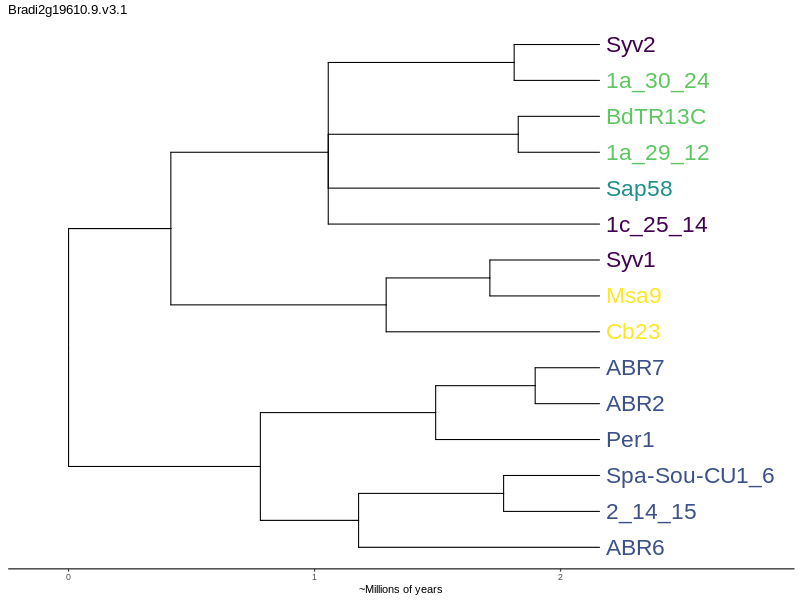 Bradi2g19610.9.v3.1
Syv2
1a_30_24
BdTR13C
1a_29_12
Sap58
1c_25_14
Syv1
Msa9
Cb23
ABR7
ABR2
Per1
Spa-Sou-CU1_6
2_14_15
ABR6
0 1 2
~Millions of years